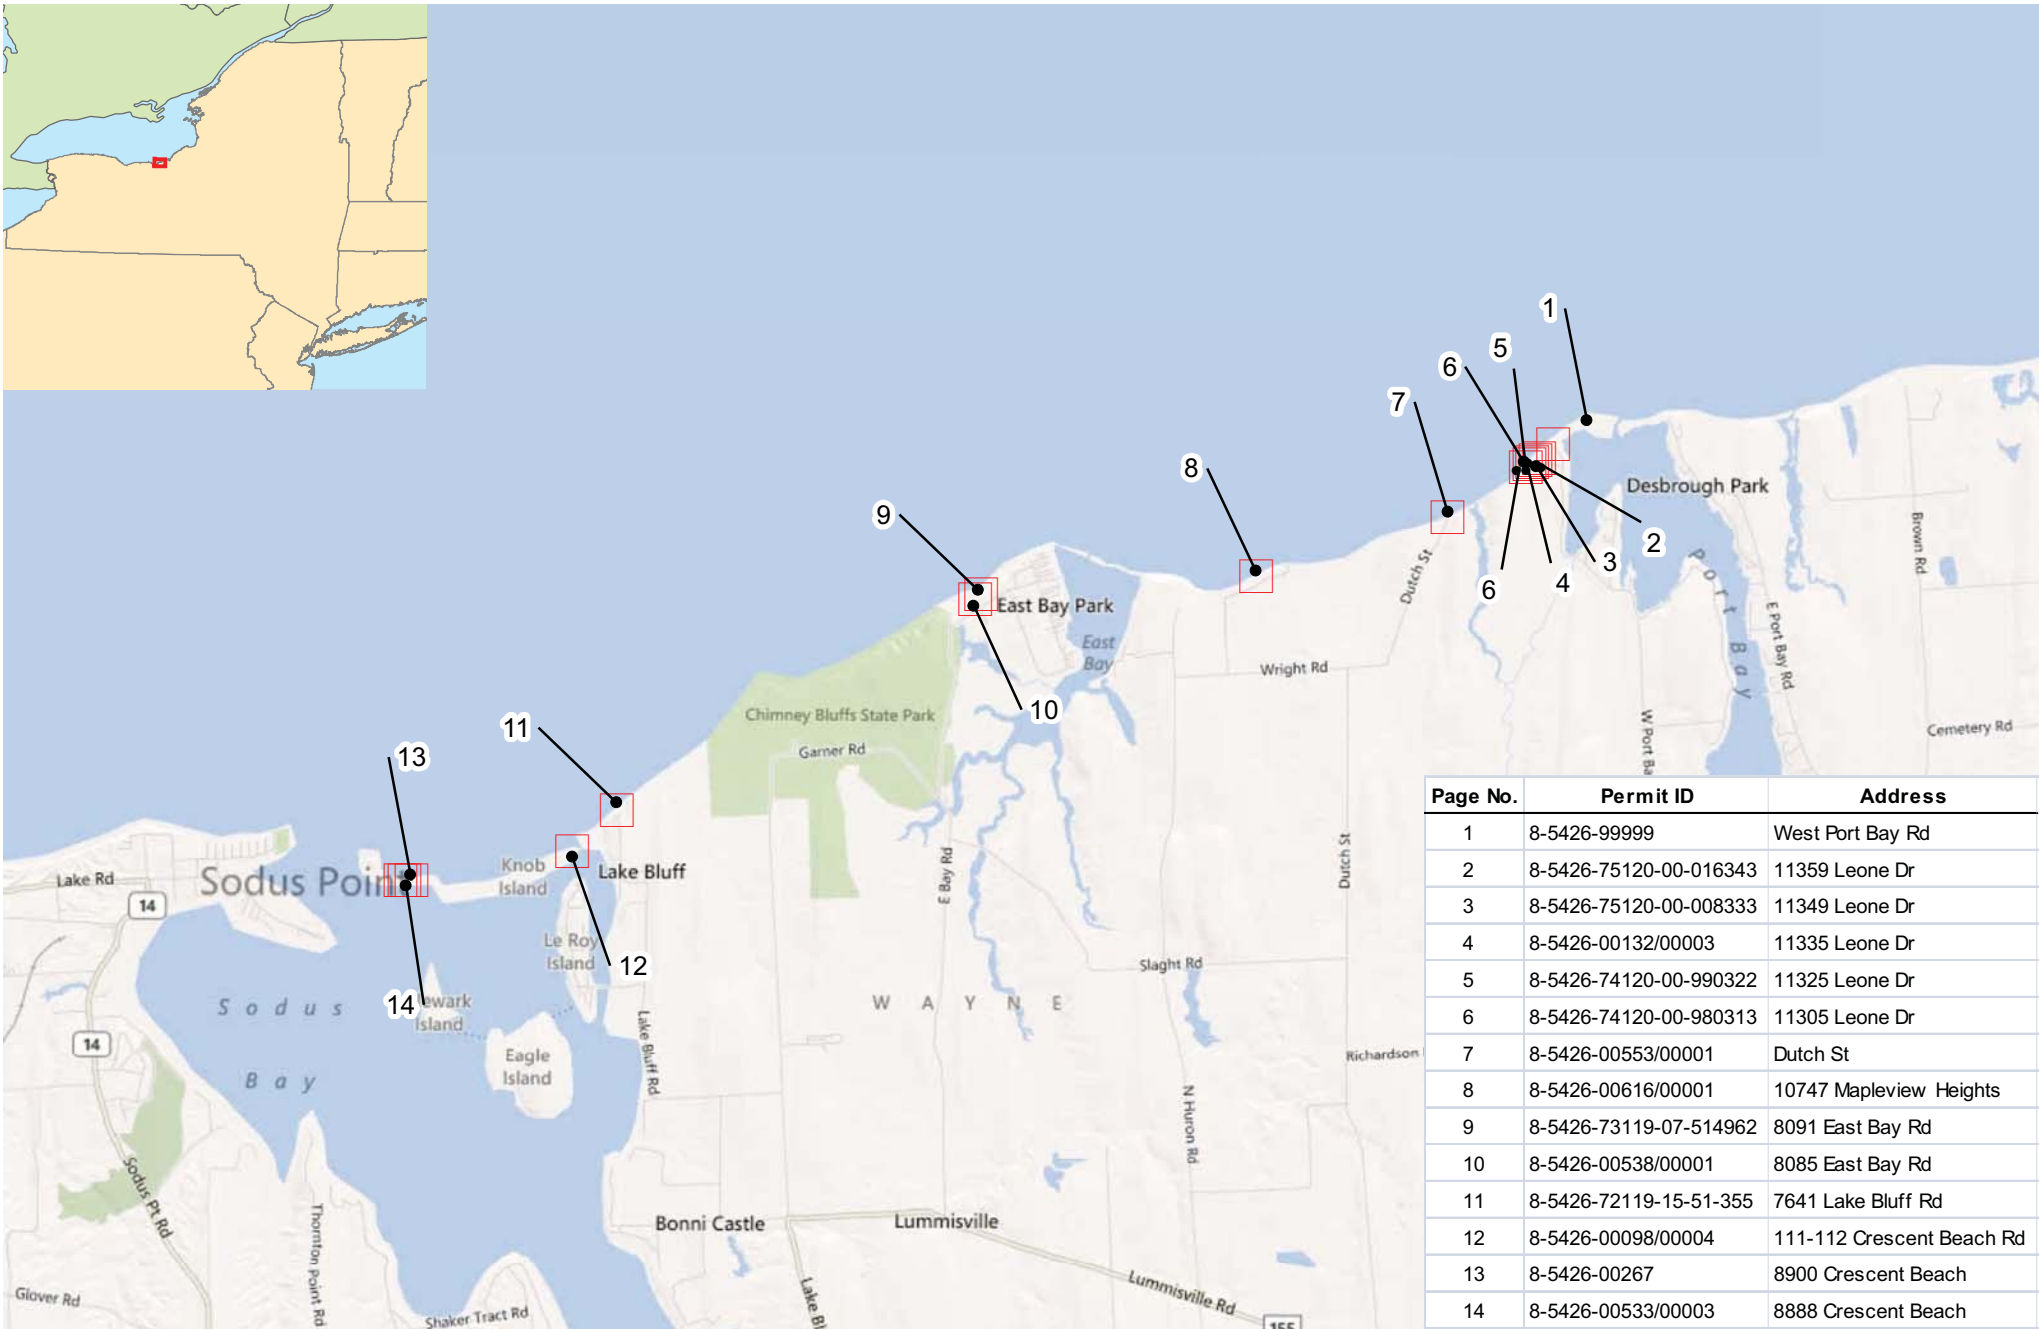 1
5
6
7
8
Desbrough Park
9
2
Brown Rd
3
4
6
Dutch St
Port Bay
East Bay Park
E Port Bay Rd
East
Bay
Wright Rd
10
Chimney Bluffs State Park
11
Cemetery Rd
W Port Ba
Garner Rd
13
Knob
Island
Lake Bluff
Lake Rd
Sodus Poin
14
E Bay Rd
Dutch St
Le Roy
Island
12
Slaght Rd
Sodus
Bay
14
ewark
Island
WAYNE
14
Lake Bluff Rd
Eagle
Island
Richardson
N Huron Rd
Sodus Pt Rd
Thornton Point Rd
Bonni Castle
Lummisville
Lummisville Rd
Glover Rd
Shaker Tract Rd
Lake Bl
155
Page No. Permit ID Address
1 8-5426-99999 West Port Bay Rd
2 8-5426-75120-00-016343 11359 Leone Dr
3 8-5426-75120-00-008333 11349 Leone Dr
4 8-5426-00132/00003 11335 Leone Dr
5 8-5426-74120-00-990322 11325 Leone Dr
6 8-5426-74120-00-980313 11305 Leone Dr
7 8-5426-00553/00001 Dutch St
8 8-5426-00616/00001 10747 Mapleview Heights
9 8-5426-73119-07-514962 8091 East Bay Rd
10 8-5426-00538/00001 8085 East Bay Rd
11 8-5426-72119-15-51-355 7641 Lake Bluff Rd
12 8-5426-00098/00004 111-112 Crescent Beach Rd
13 8-5426-00267 8900 Crescent Beach
14 8-5426-00533/00003 8888 Crescent Beach